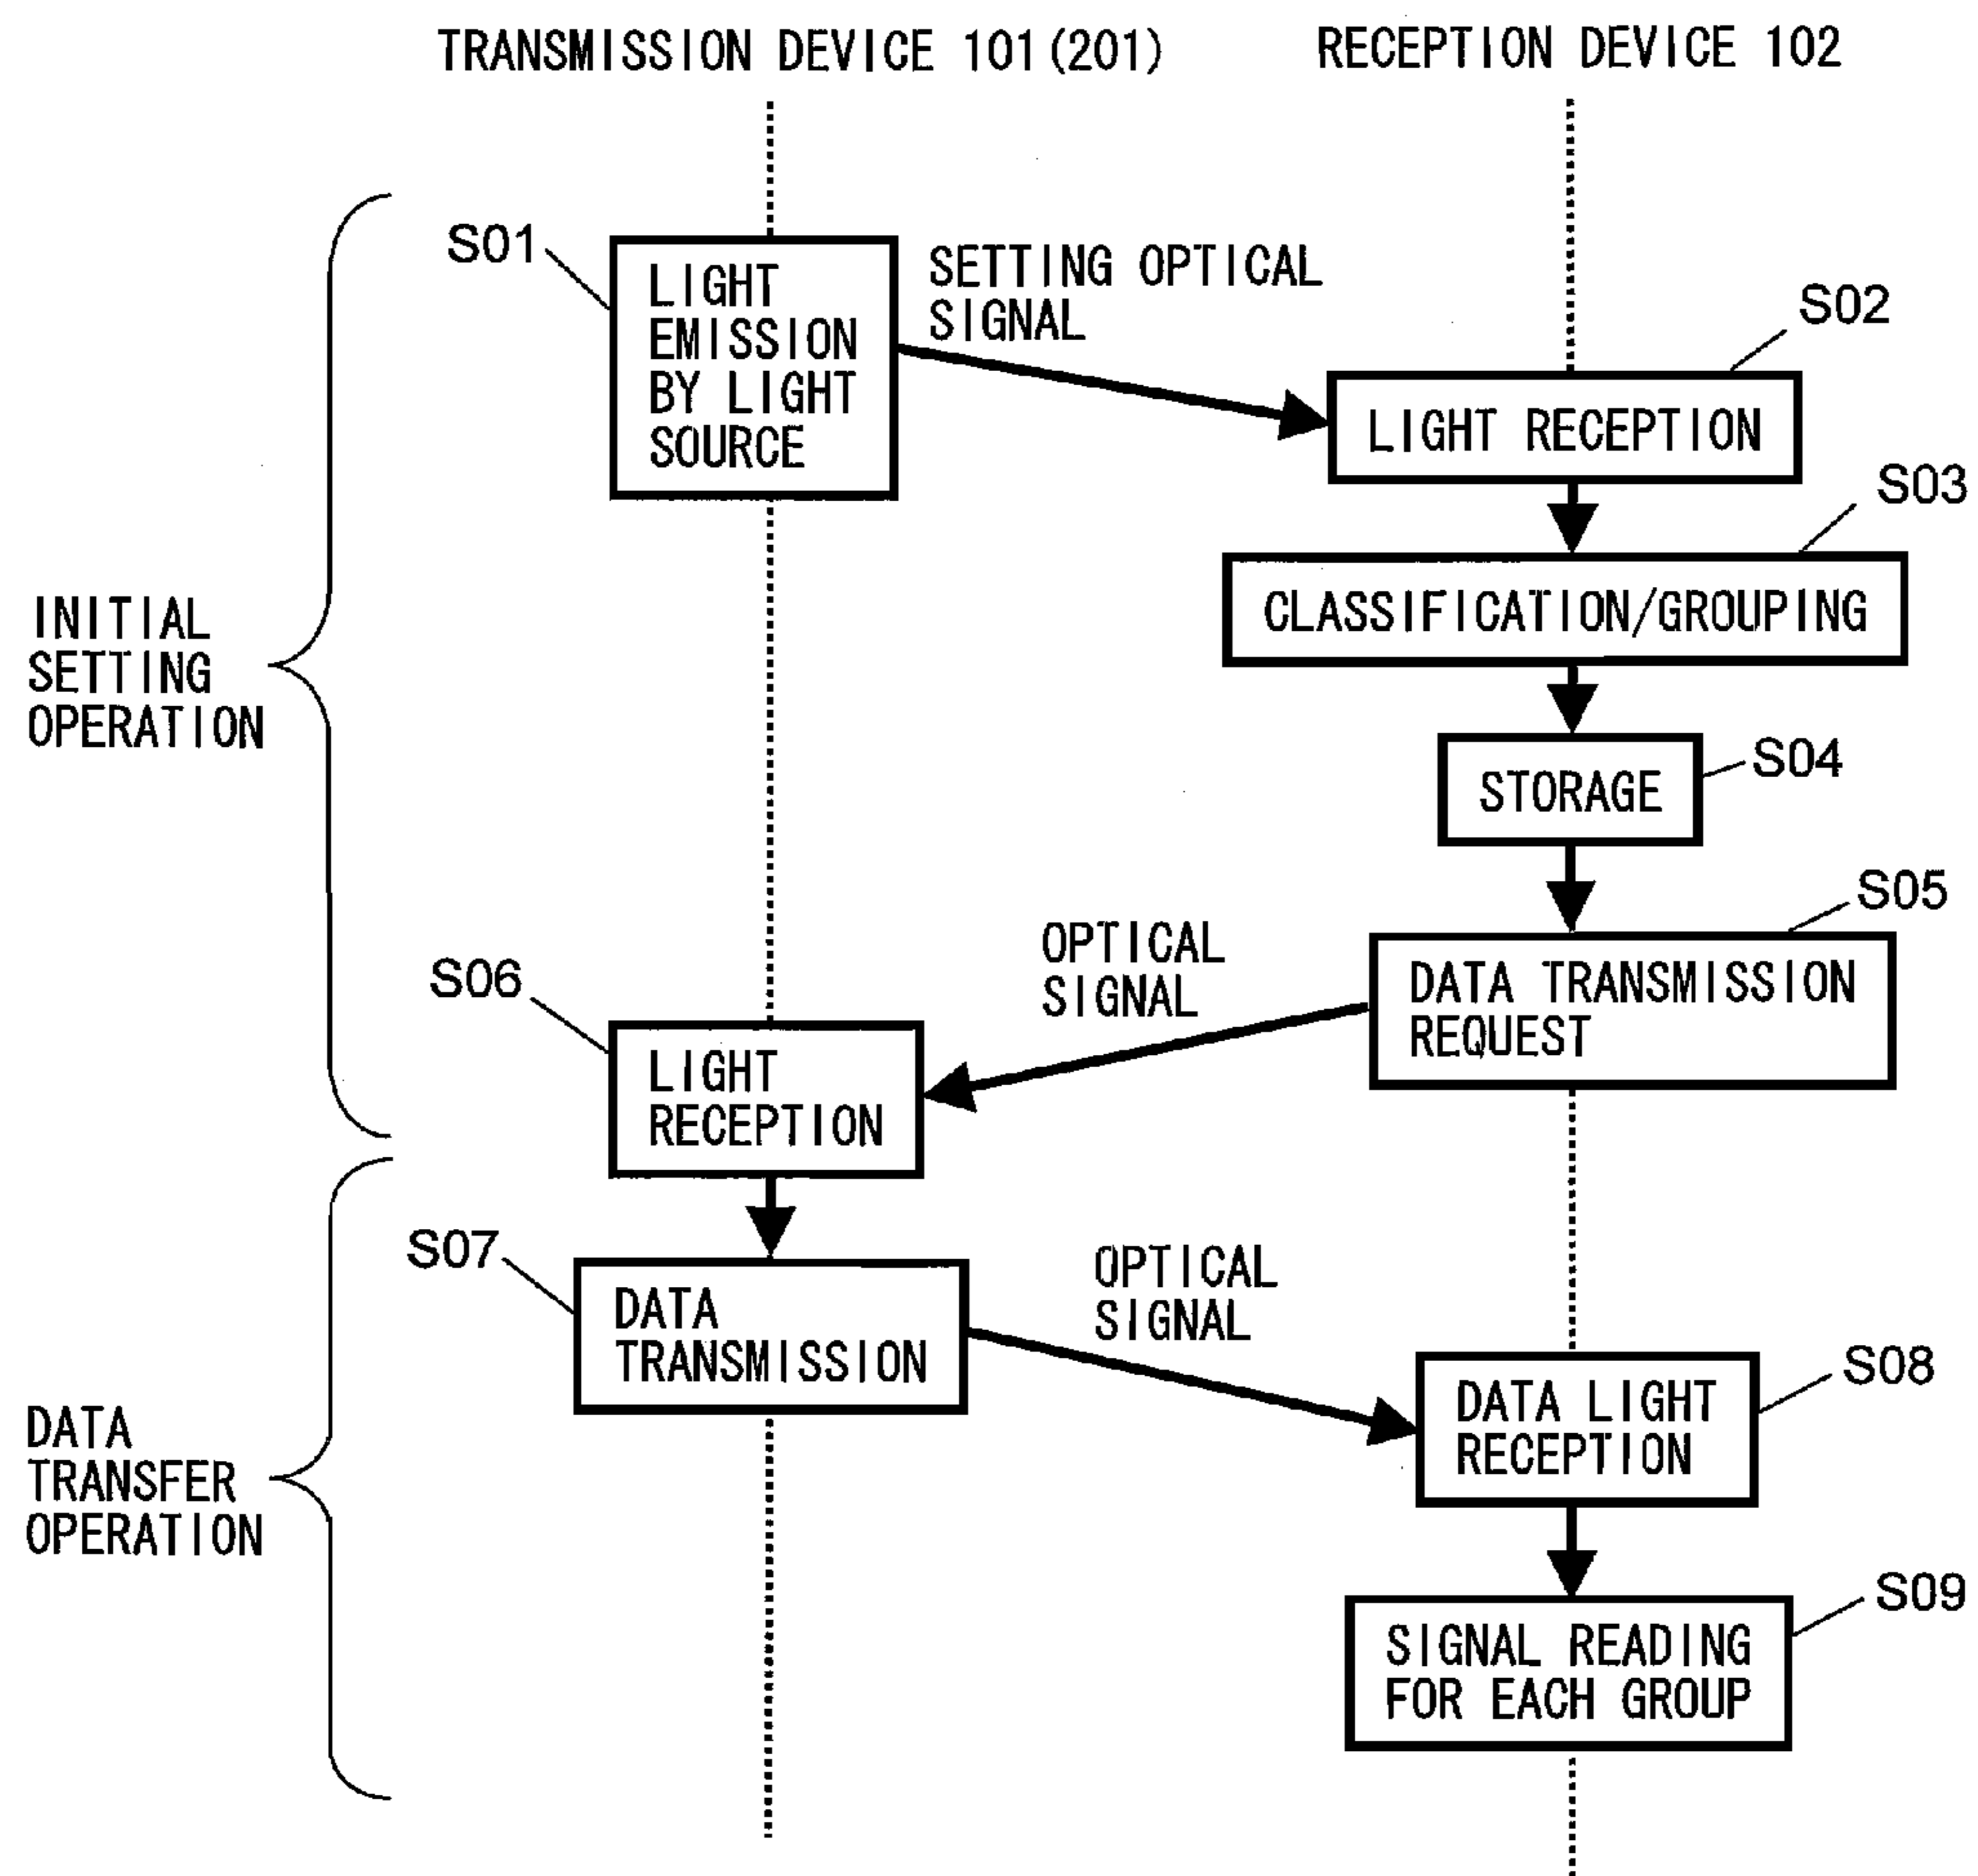 TRANSMISSION DEVICE 101(201)
RECEPTION DEVICE 102
S01
LIGHT
EMISSION
BY LIGHT
SOURCE
SETTING OPTICAL
SIGNAL
S02
LIGHT RECEPTION
S03
CLASSIFICATION/GROUPING
INITIAL
SETTING
OPERATION
S04
STORAGE
S05
DATA TRANSMISSION
REQUEST
OPTICAL
SIGNAL
S06
LIGHT
RECEPTION
S07
DATA
TRANSMISSION
OPTICAL
SIGNAL
S08
DATA LIGHT
RECEPTION
DATA
TRANSFER
OPERATION
S09
SIGNAL READING
FOR EACH GROUP